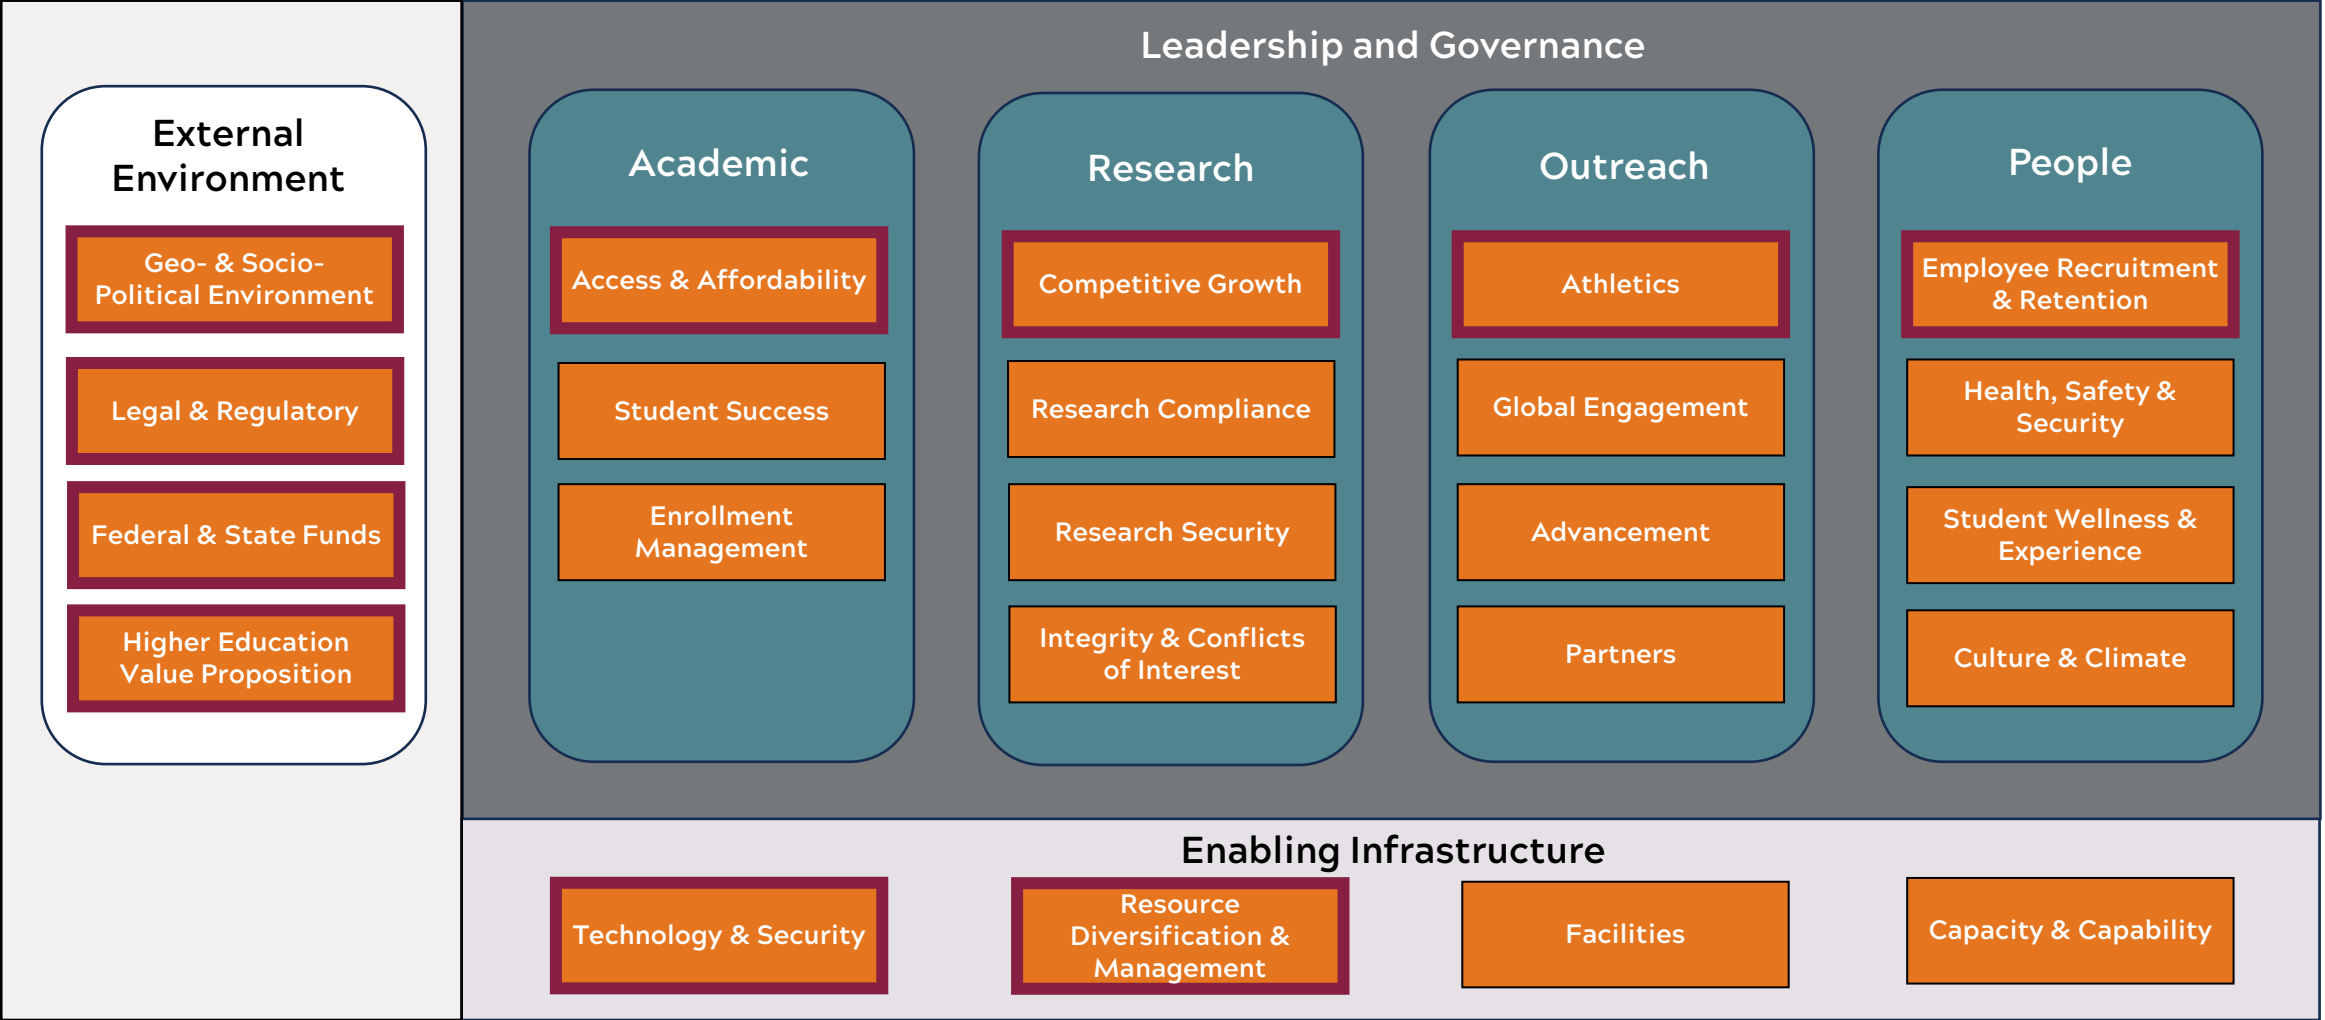 External
Environment
Geo- & Socio-
Political Environment
Legal & Regulatory
Federal & State Funds
Higher Education
Value Proposition
Leadership and Governance
Academic
Access & Affordability
Student Success
Enrollment
Management
Research
Competitive Growth
Research Compliance
Research Security
Integrity & Conflicts
of Interest
Outreach
Athletics
Global Engagement
Advancement
Partners
People
Employee Recruitment
& Retention
Health, Safety &
Security
Student Wellness &
Experience
Culture & Climate
Enabling Infrastructure
Technology & Security
Resource
Diversification &
Management
Facilities
Capacity & Capability